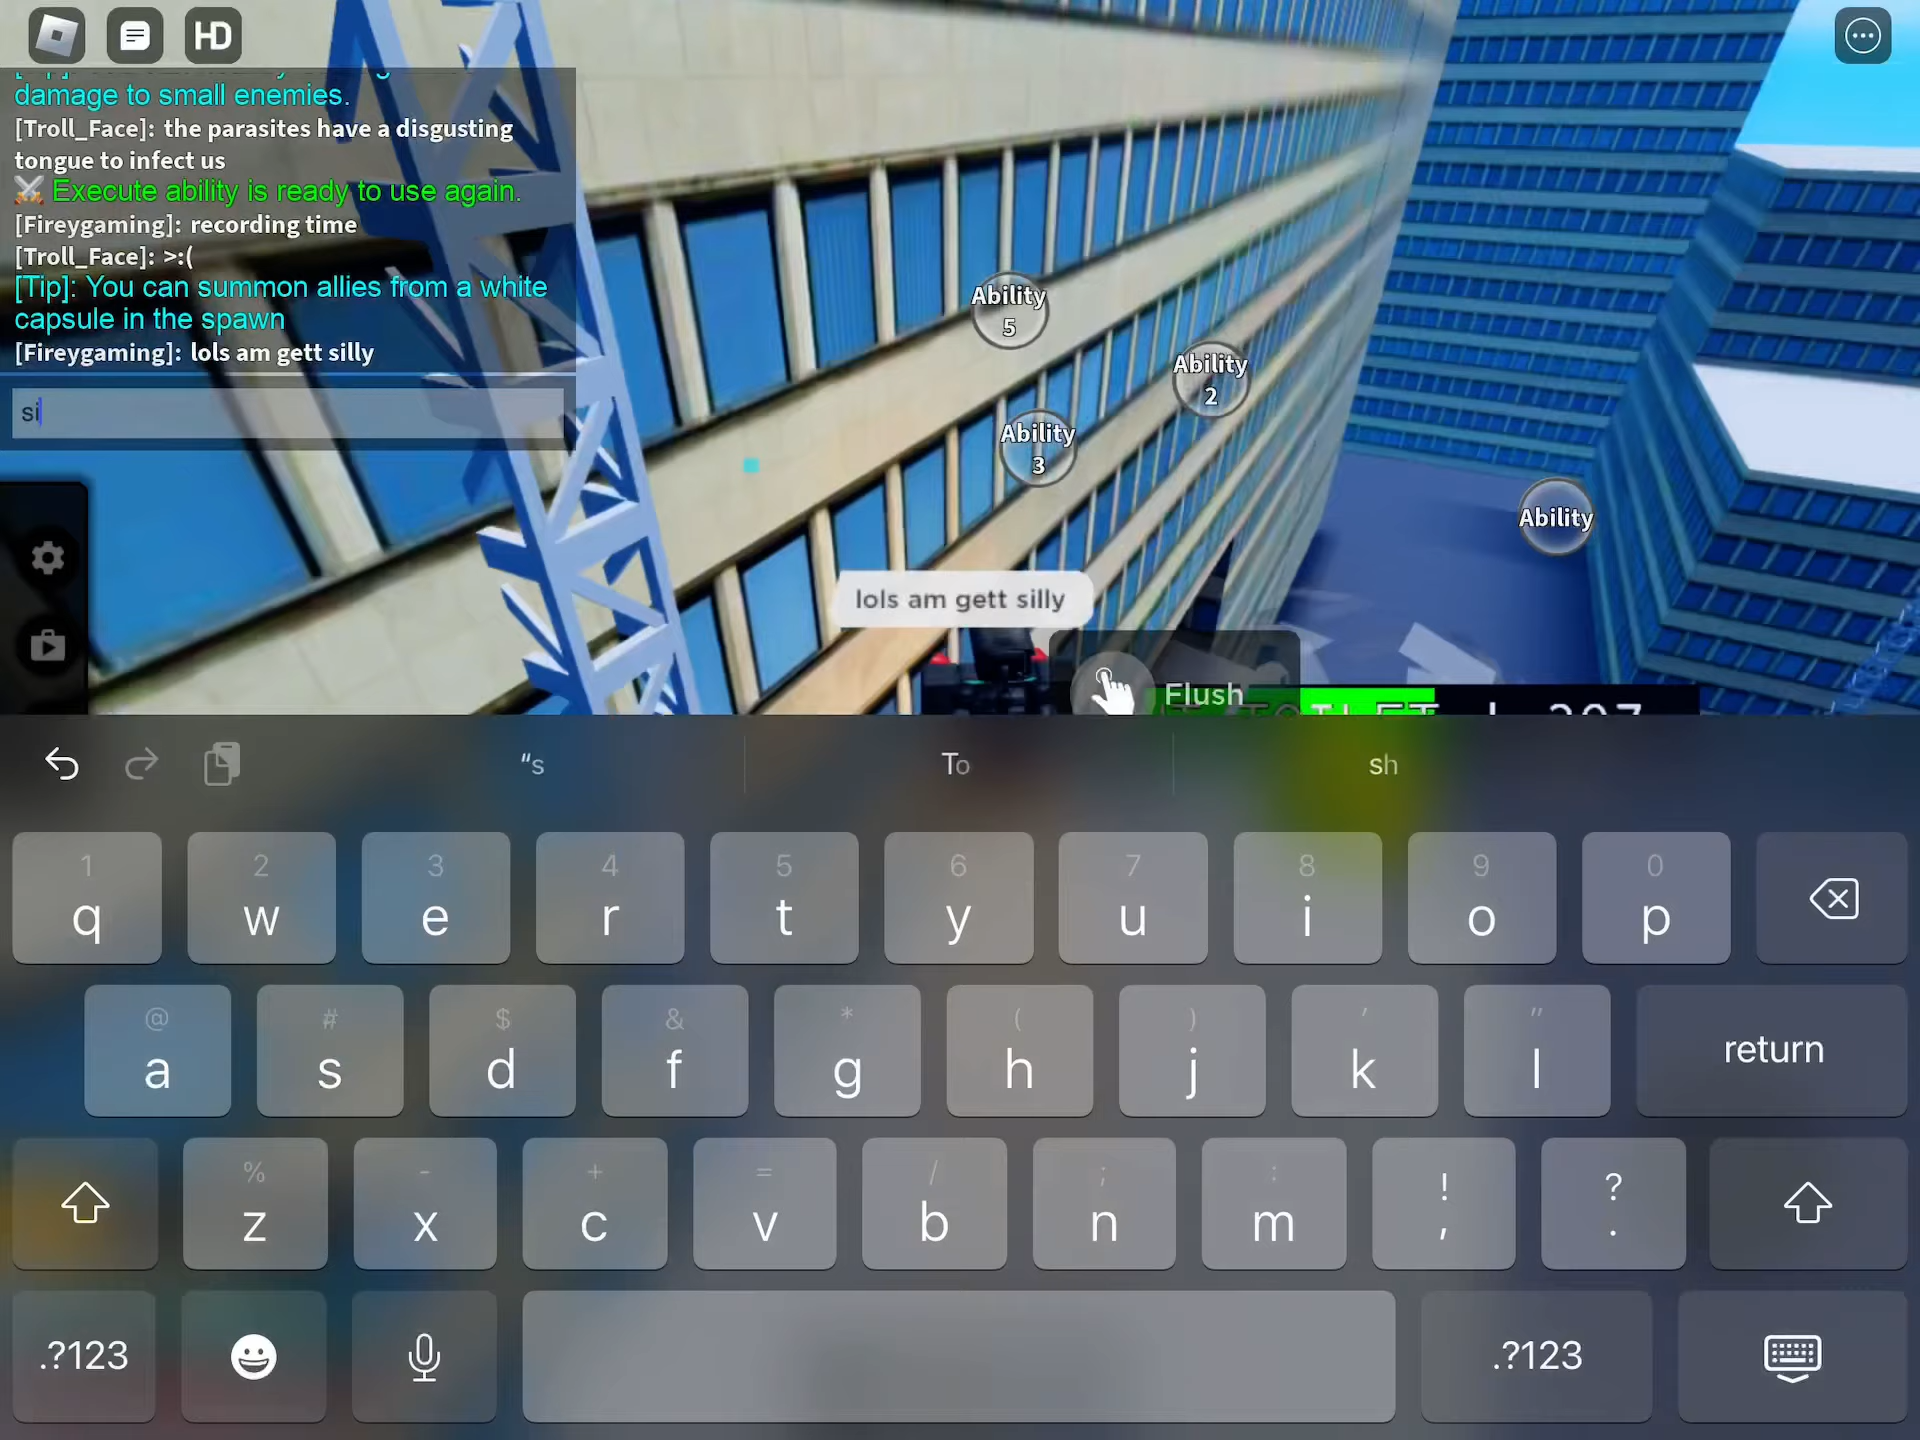 HD
damage to small enemies.
[Troll_Face]: the parasites have a disgusting
tongue to infect us
Execute ability is ready to use again.
[Fireygaming]: recording time
[Troll_Face]: >:(
[Tip]: You can summon allies from a white
capsule in the spawn
[Fireygaming]: lols am gett silly
si
Ability
5
Ability
2
Ability
3
Ability
lols am gett silly
Flush
“s
To
sh
1 2 3 4 5 6 7 8 9 0
q w e r t y u i o p
@ # $ & * ( ) ' "
a s d f g h j k l return
% - + = / ; : ! ?
z x c v b n m , .
.?123 .?123